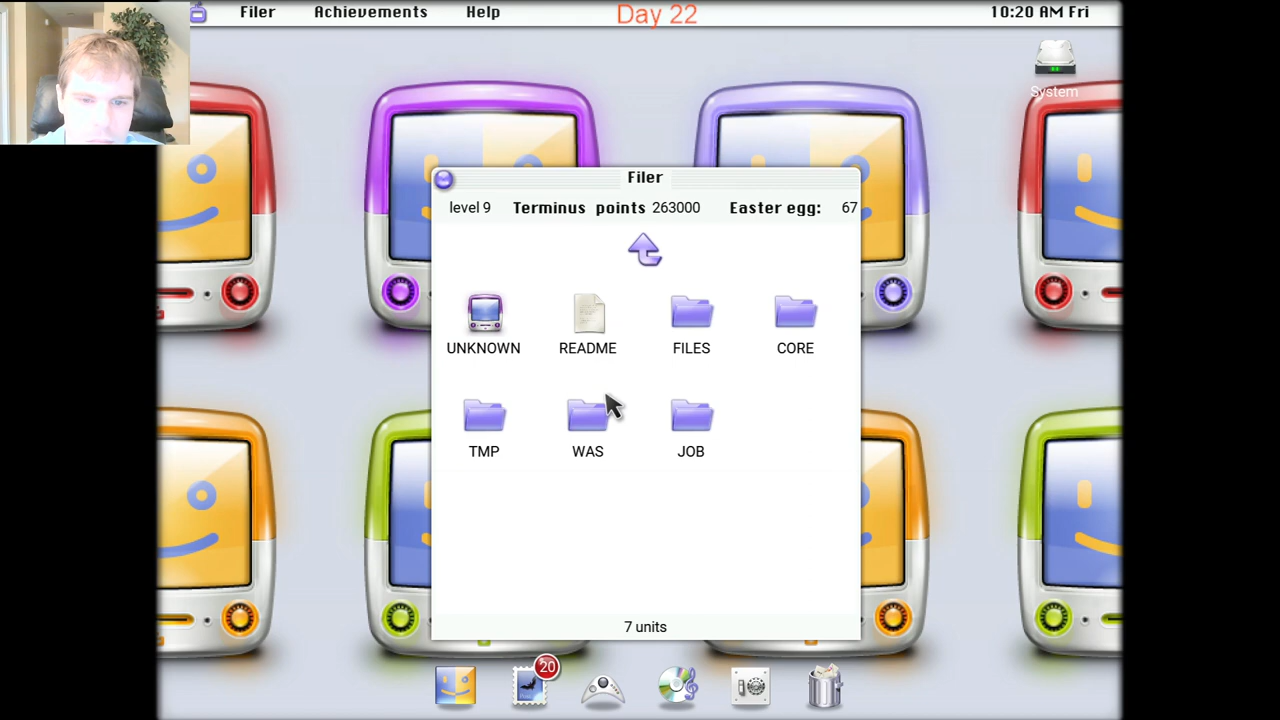 Filer Achievements Help Day 22 10:20 AM Fri
System
Filer
level 9 Terminus points 263000 Easter egg: 67
UNKNOWN README FILES CORE
TMP WAS JOB
7 units
20